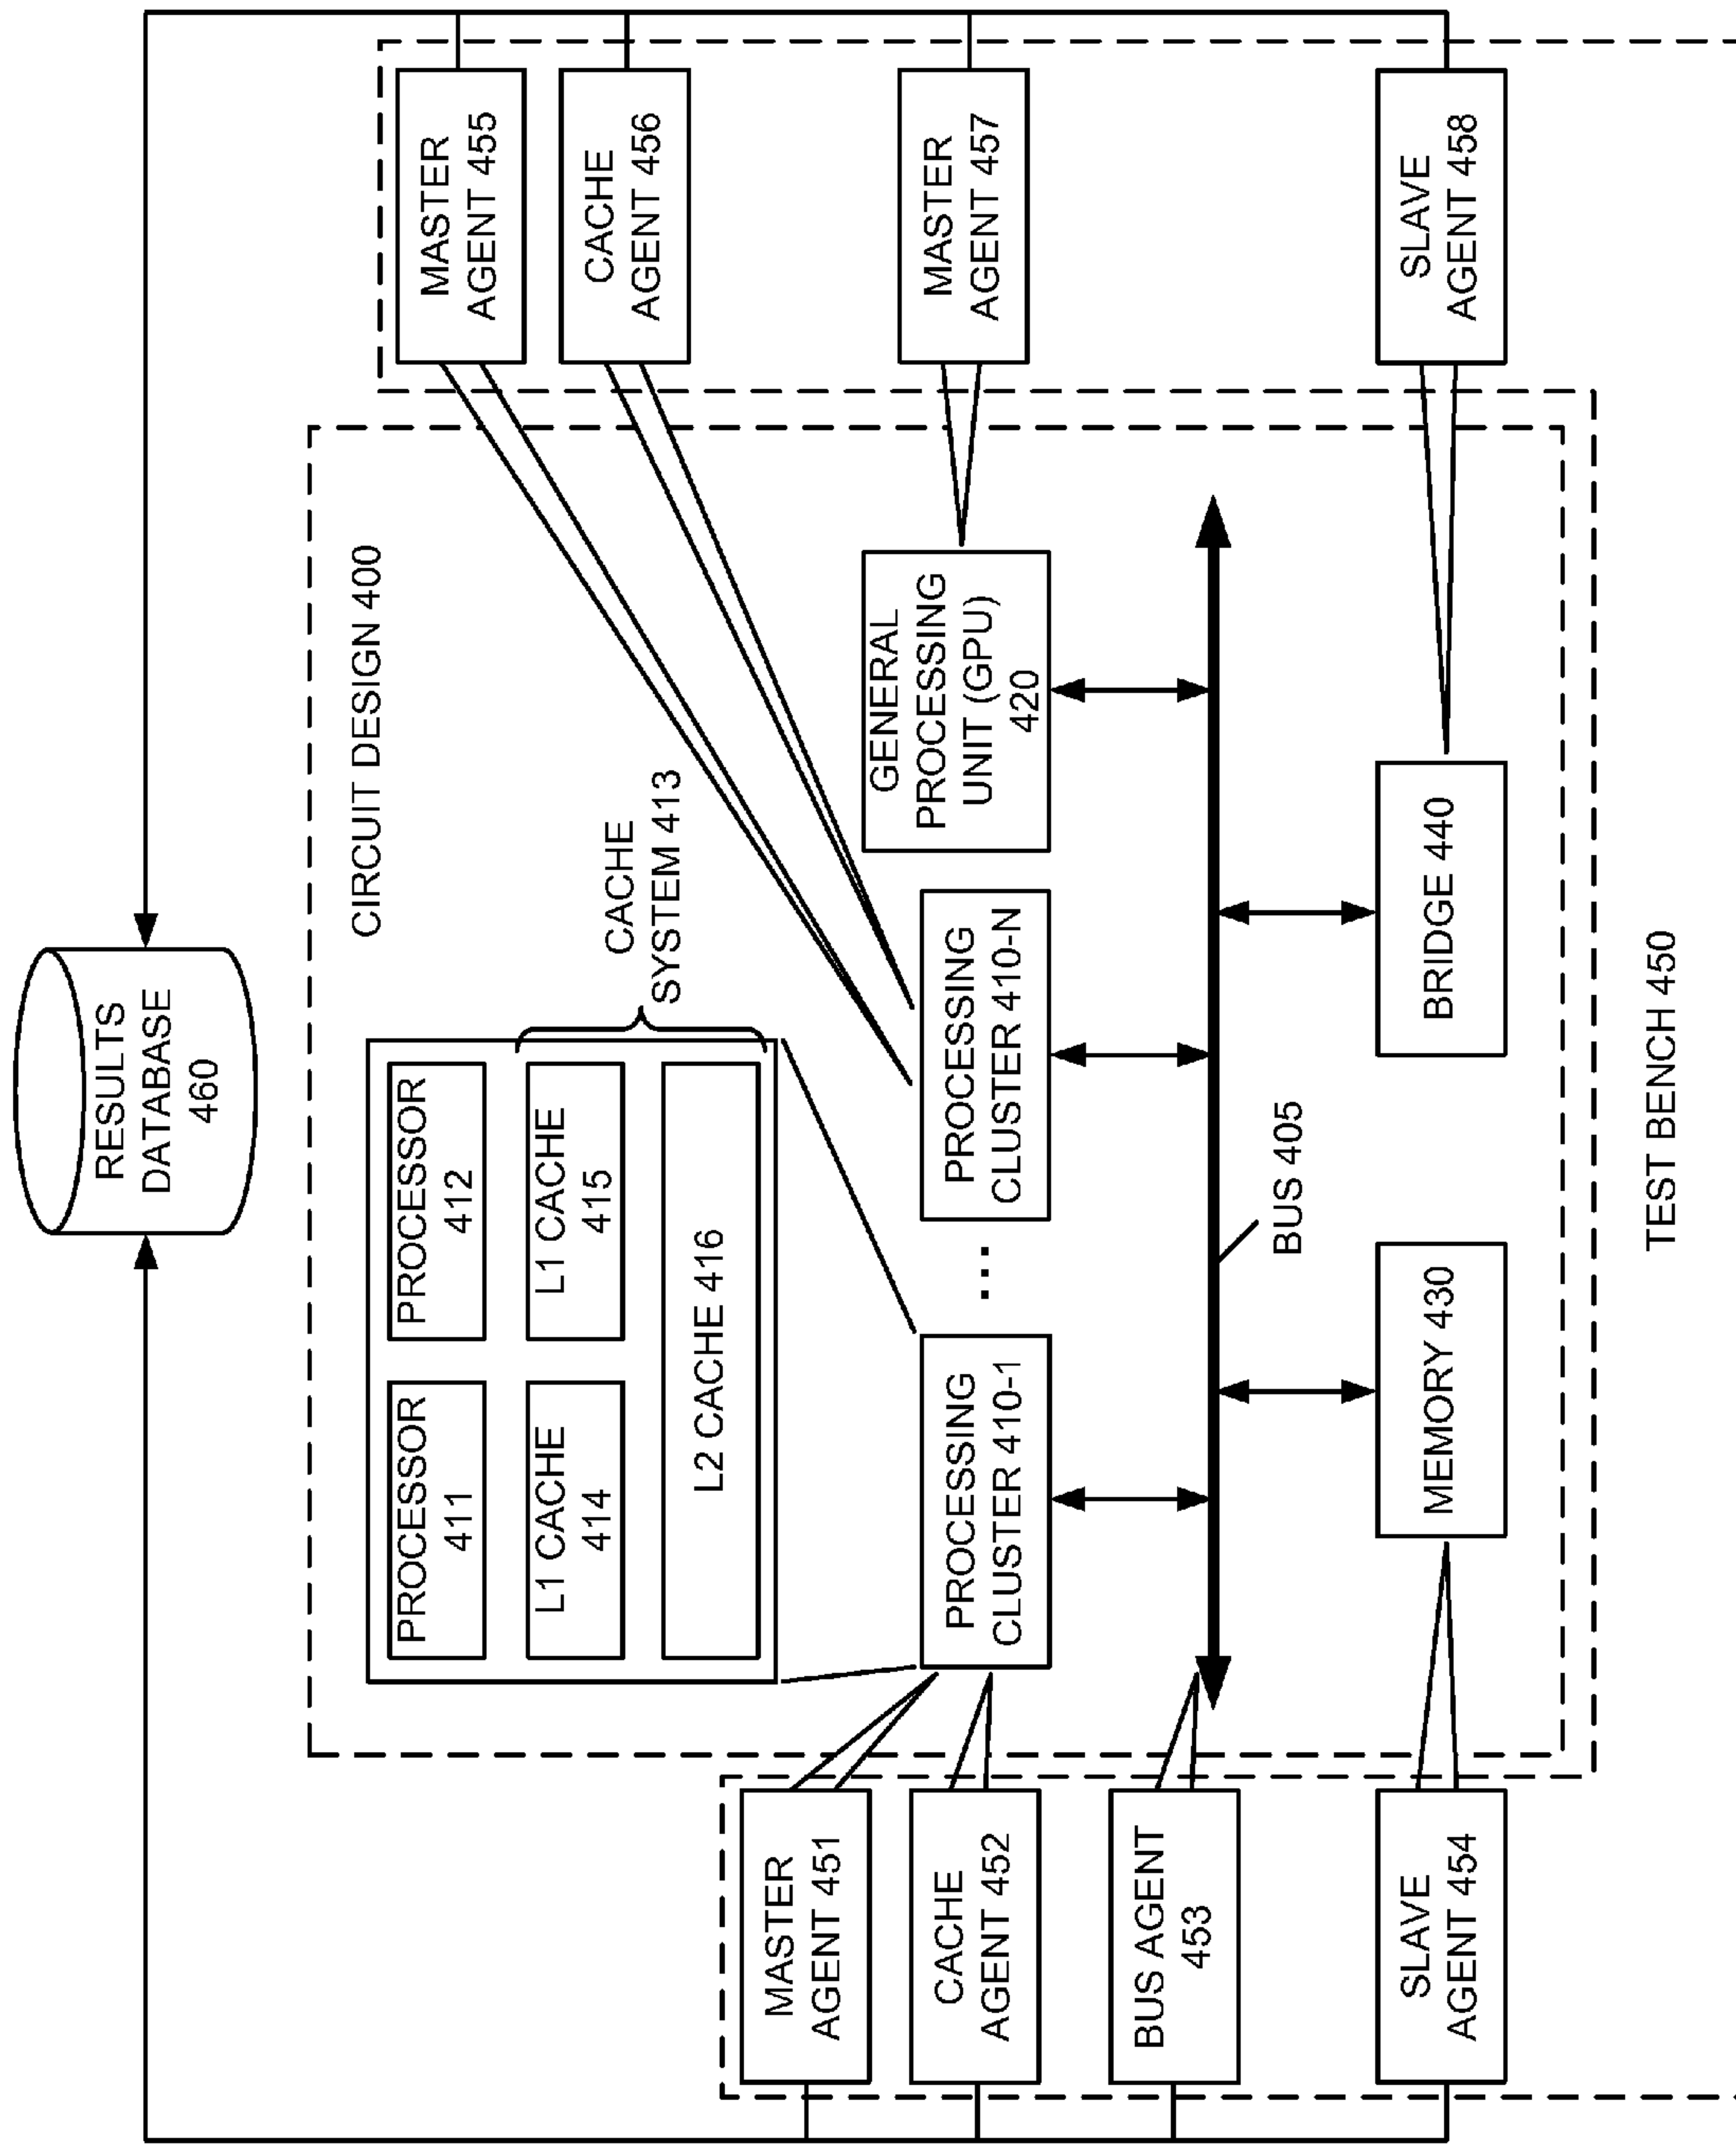 RESULTS
DATABASE
460
CIRCUIT DESIGN 400
PROCESSOR
411
PROCESSOR
412
L1 CACHE
414
L1 CACHE
415
L2 CACHE 416
CACHE
SYSTEM 413
MASTER
AGENT 451
CACHE
AGENT 452
BUS AGENT
453
SLAVE
AGENT 454
PROCESSING
CLUSTER 410-1
...
PROCESSING
CLUSTER 410-N
GENERAL
PROCESSING
UNIT (GPU)
420
BUS 405
MEMORY 430
BRIDGE 440
MASTER
AGENT 455
CACHE
AGENT 456
MASTER
AGENT 457
SLAVE
AGENT 458
TEST BENCH 450